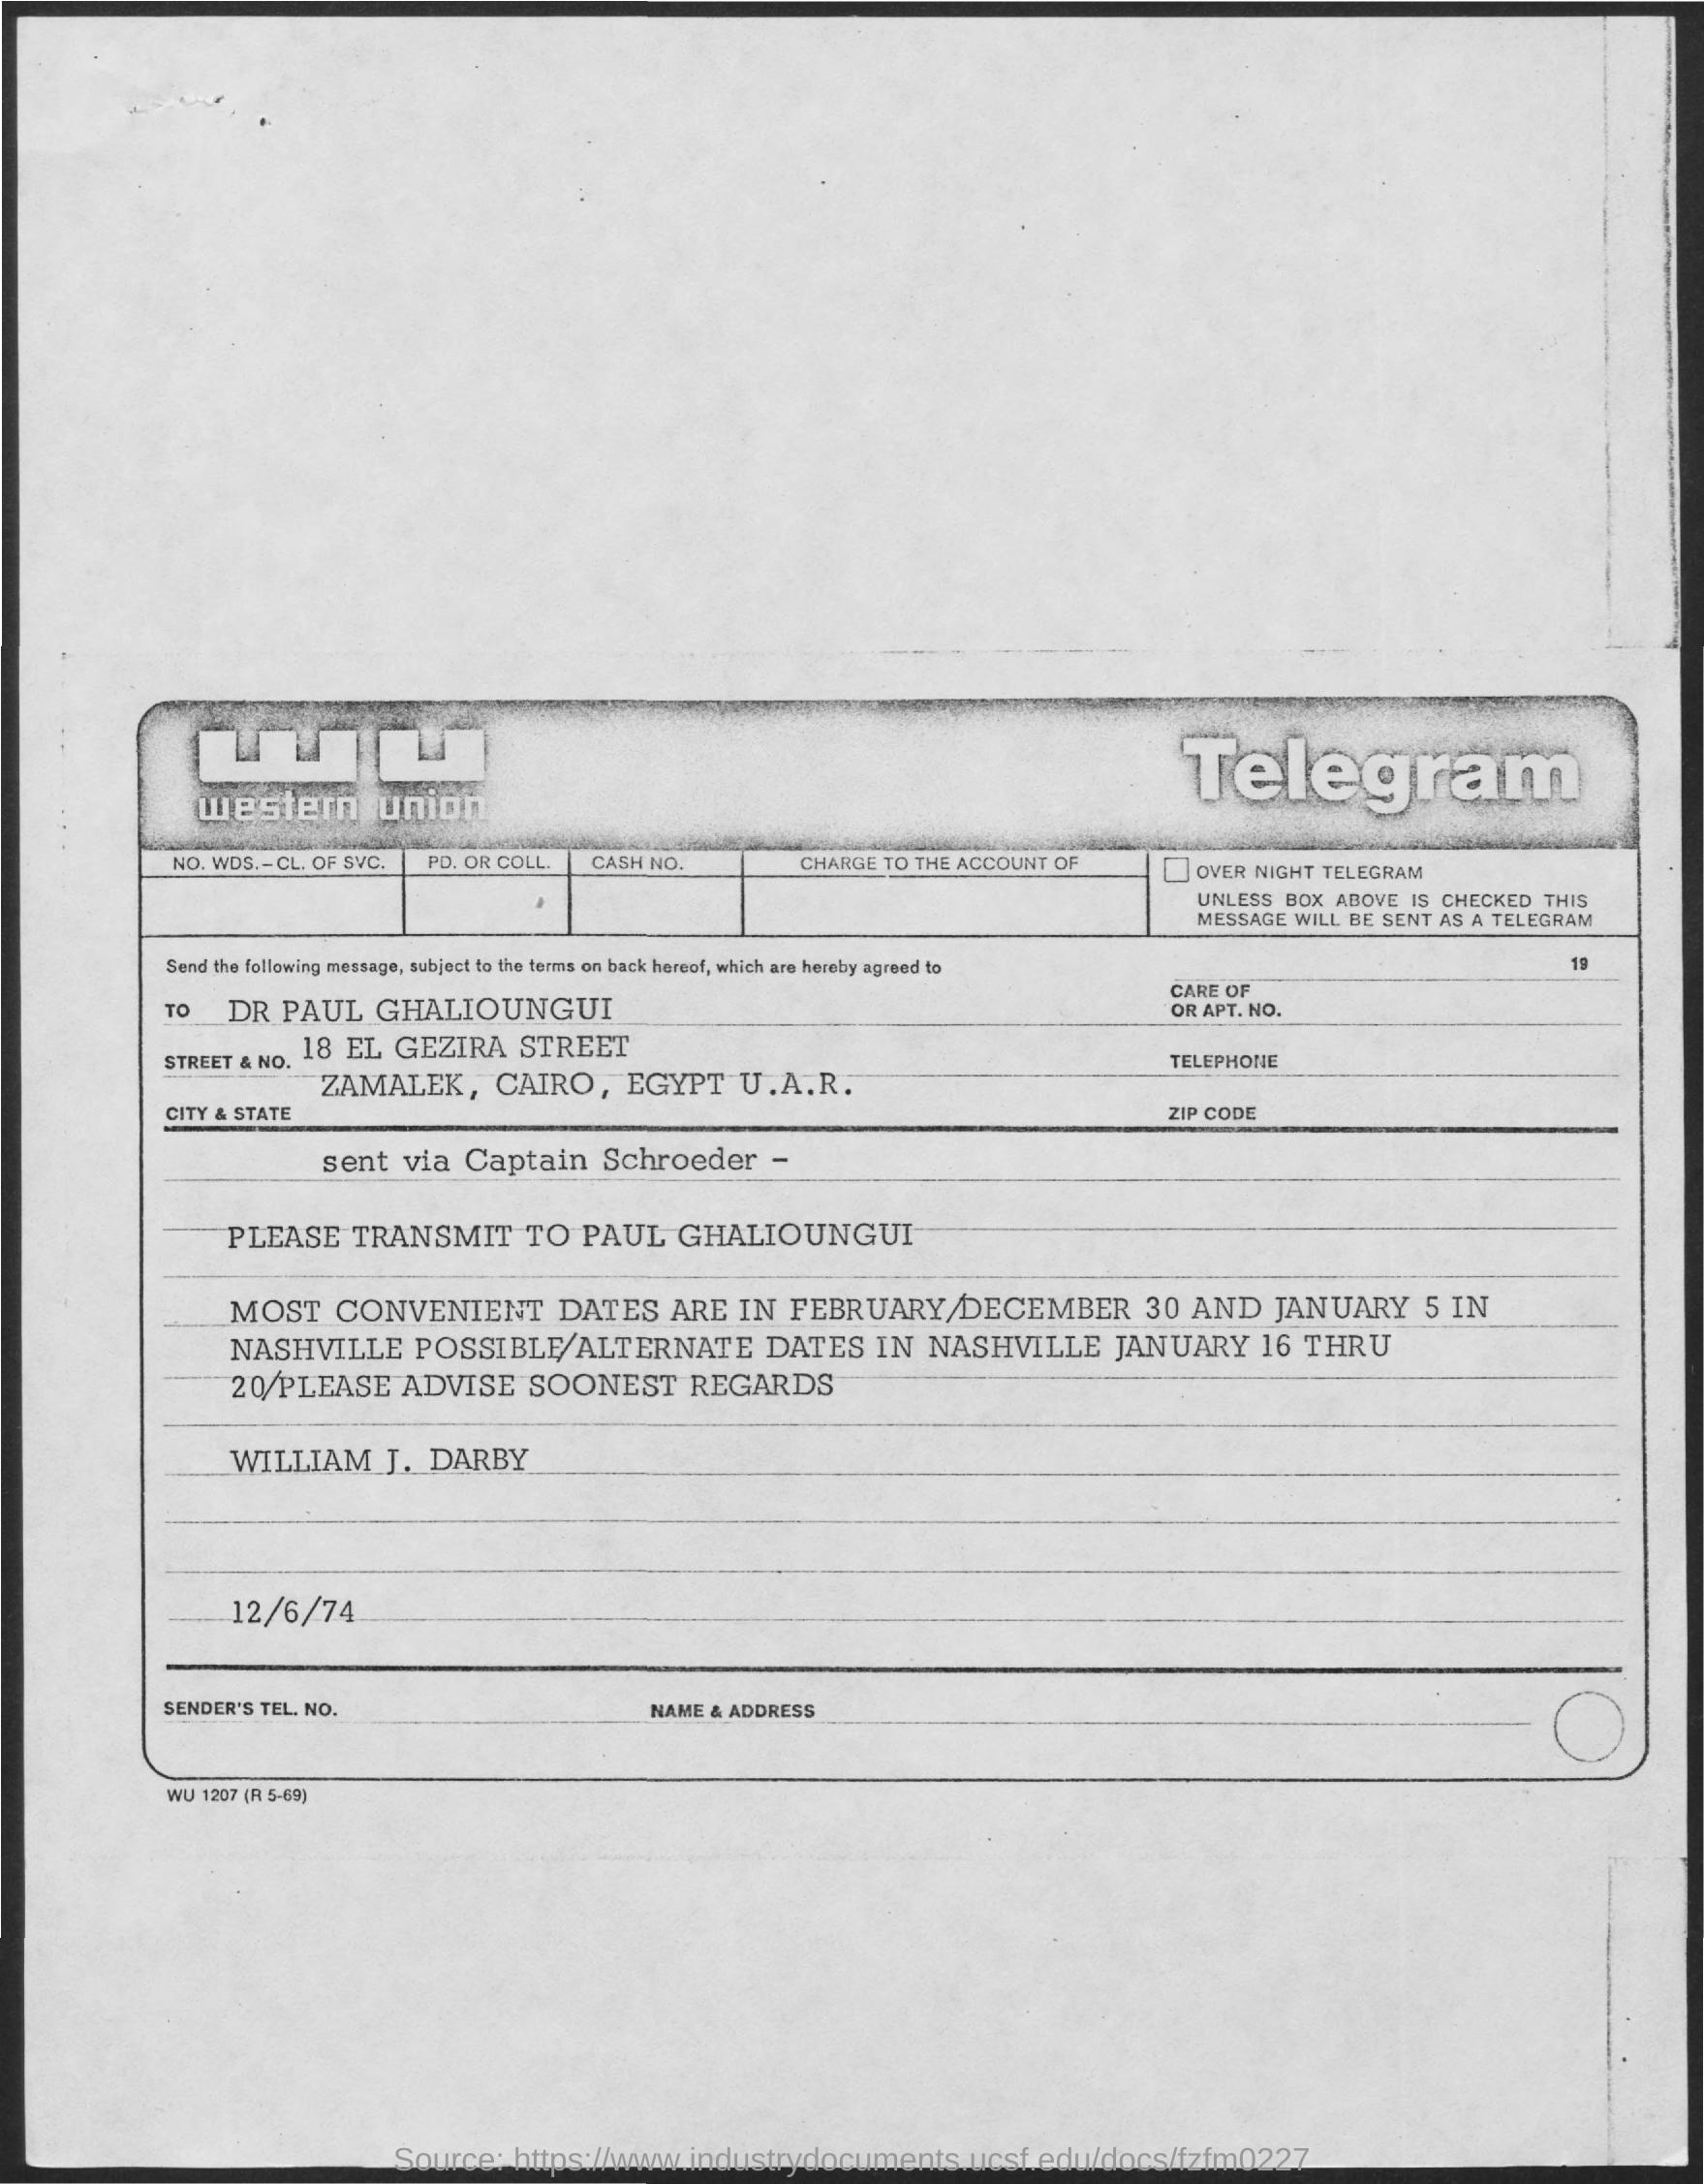 WU
western union
Telegram
NO. WDS.-CL. OF SVC.
PD. OR COLL.
CASH NO.
CHARGE TO THE ACCOUNT OF
OVER NIGHT TELEGRAM
UNLESS BOX ABOVE IS CHECKED THIS
MESSAGE WILL BE SENT AS A TELEGRAM
Send the following message, subject to the terms on back hereof, which are hereby agreed to
19
TO DR PAUL GHALIOUNGUI
CARE OF
OR APT. NO.
STREET & NO. 18 EL GEZIRA STREET
TELEPHONE
ZAMALEK, CAIRO, EGYPT U.A.R.
CITY & STATE
ZIP CODE
sent via Captain Schroeder -
PLEASE TRANSMIT TO PAUL GHALIOUNGUI
MOST CONVENIENT DATES ARE IN FEBRUARY/DECEMBER 30 AND JANUARY 5 IN
NASHVILLE POSSIBLE/ALTERNATE DATES IN NASHVILLE JANUARY 16 THRU
20/PLEASE ADVISE SOONEST REGARDS
WILLIAM J. DARBY
12/6/74
SENDER'S TEL. NO.
NAME & ADDRESS
WU 1207 (R 5-69)
Source: https://www.industrydocuments.ucsf.edu/docs/fzfm0227